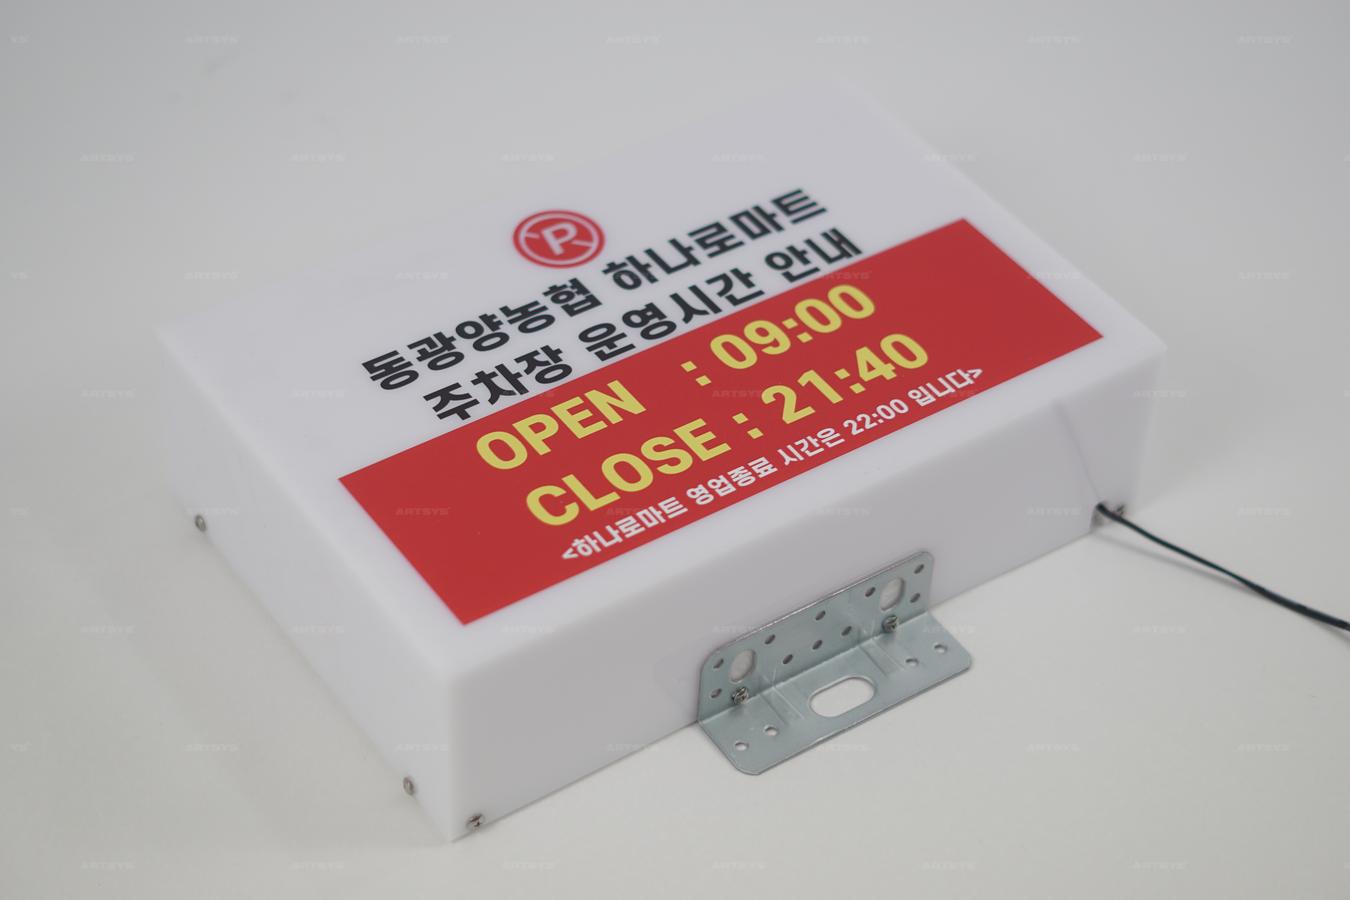 P
동광양농협 하나로마트
주차장 운영시간 안내
OPEN : 09:00
CLOSE : 21:40
<하나로마트 영업종료 시간은 22:00 입니다>
ARTSYS